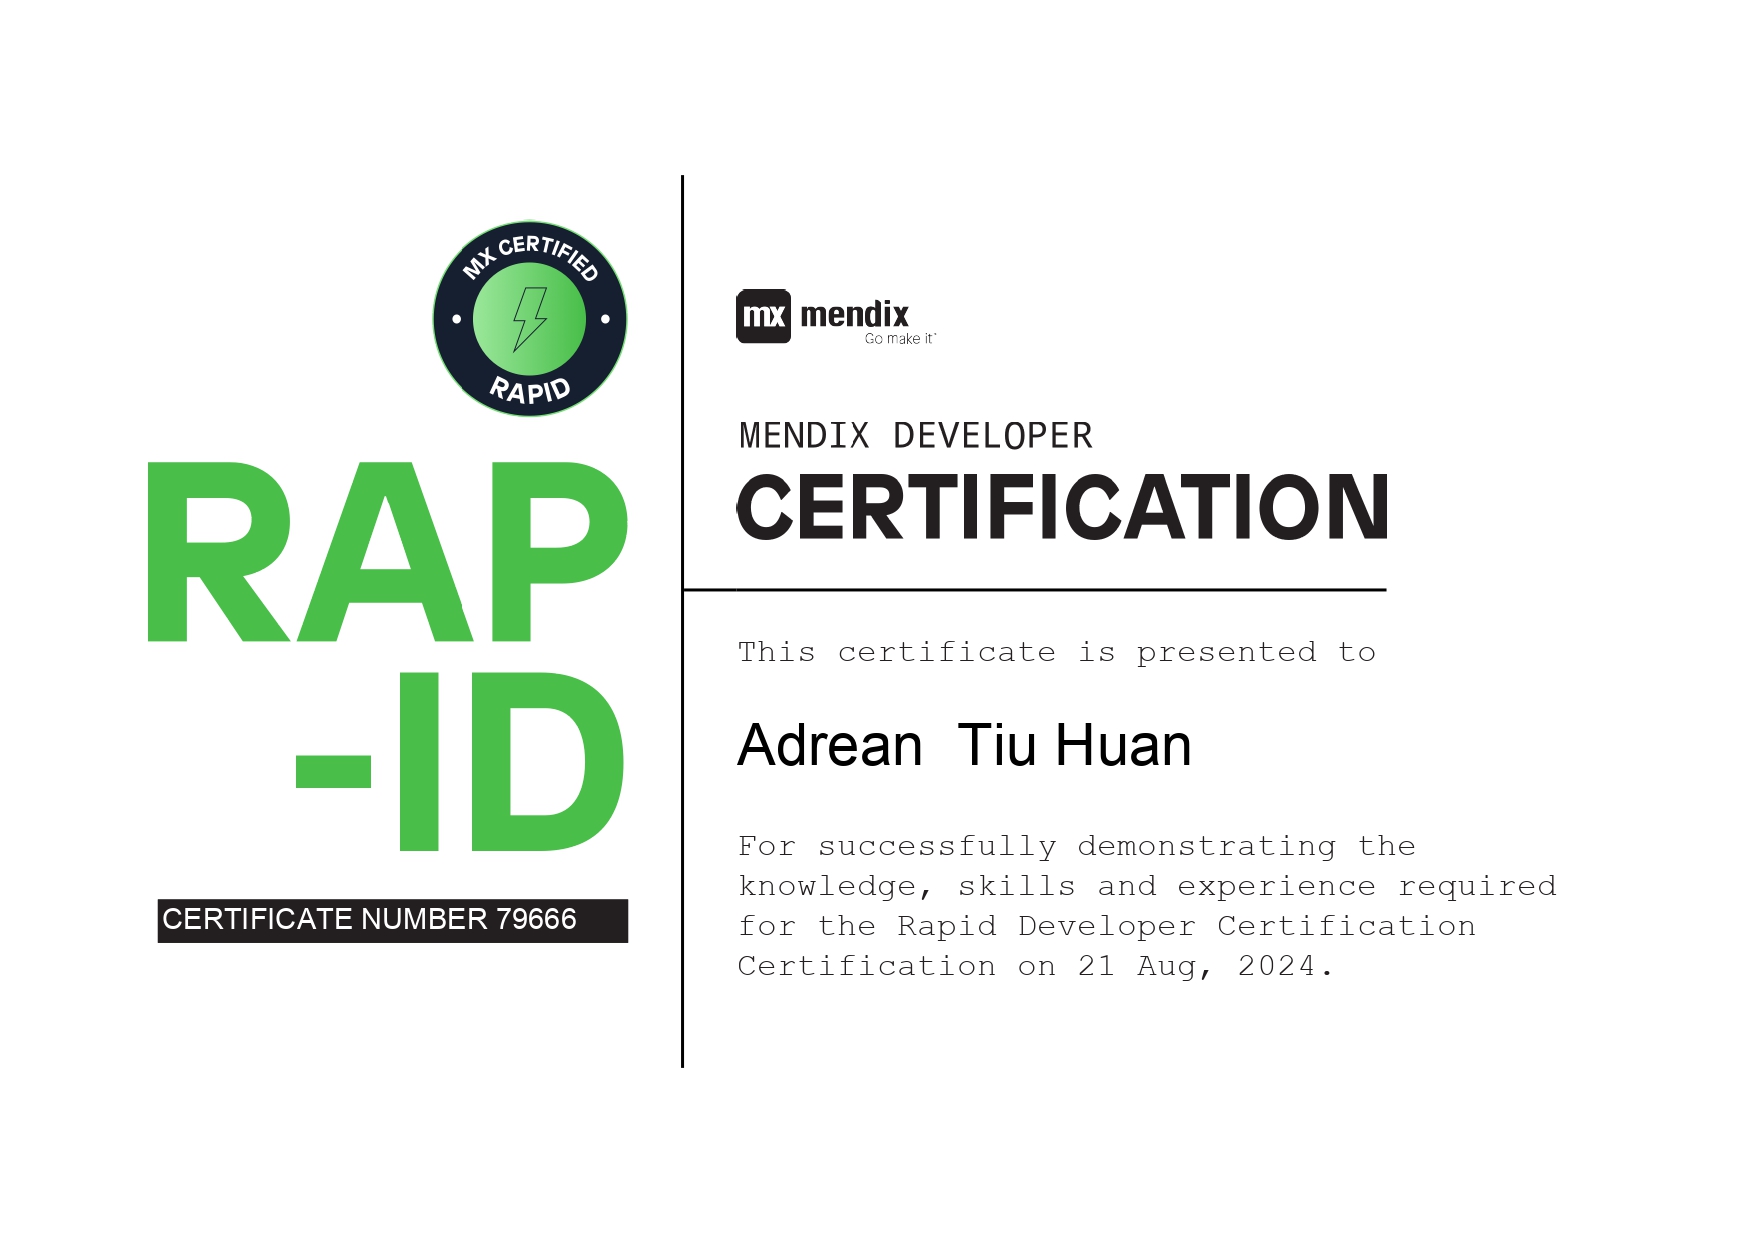 MX CERTIFIED
RAPID
RAP
-ID
CERTIFICATE NUMBER 79666
mx mendix
Go make it
MENDIX DEVELOPER
CERTIFICATION
This certificate is presented to
Adrean  Tiu Huan
For successfully demonstrating the
knowledge, skills and experience required
for the Rapid Developer Certification
Certification on 21 Aug, 2024.